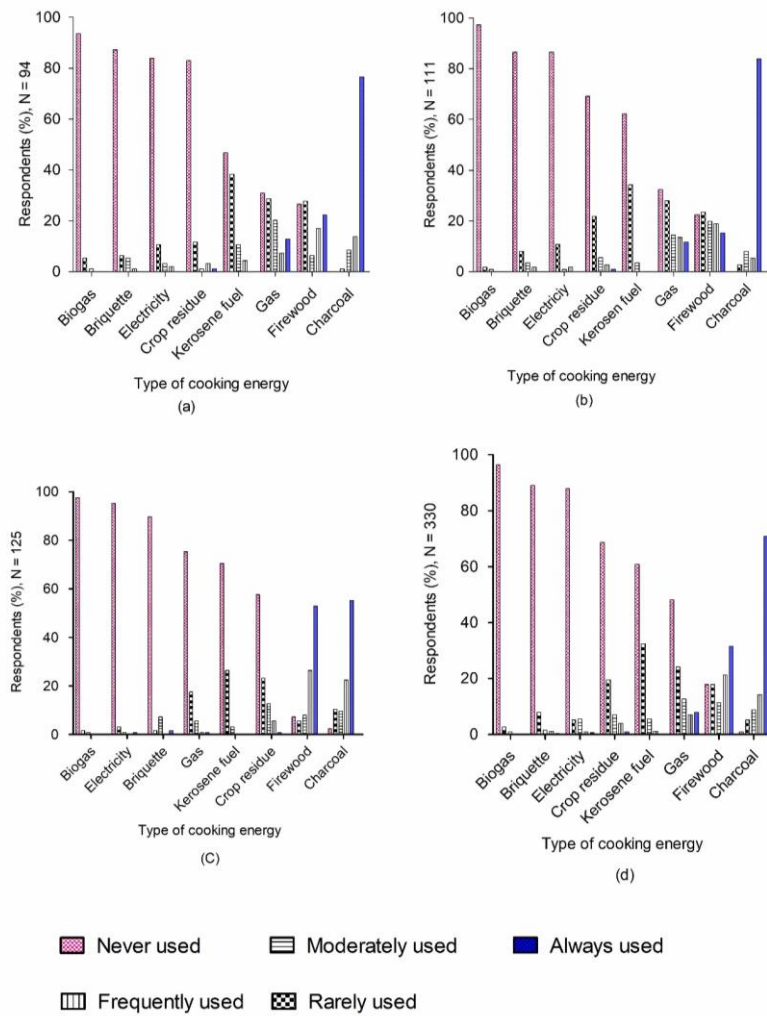 100
80
60
40
20
0
Respondents (%), N = 94
Biogas
Briquette
Electricity
Crop residue
Kerosene fuel
Gas
Firewood
Charcoal
Type of cooking energy
(a)
100
80
60
40
20
0
Respondents (%), N = 111
Biogas
Briquette
Electriciy
Crop residue
Kerosen fuel
Gas
Firewood
Charcoal
Type of cooking energy
(b)
100
80
60
40
20
0
Respondents (%), N = 125
Biogas
Electricity
Briquette
Gas
Kerosene fuel
Crop residue
Firewood
Charcoal
Type of cooking energy
(C)
100
80
60
40
20
0
Respondents (%), N = 330
Biogas
Briquette
Electricity
Crop residue
Kerosene fuel
Gas
Firewood
Charcoal
Type of cooking energy
(d)
Never used
Moderately used
Always used
Frequently used
Rarely used